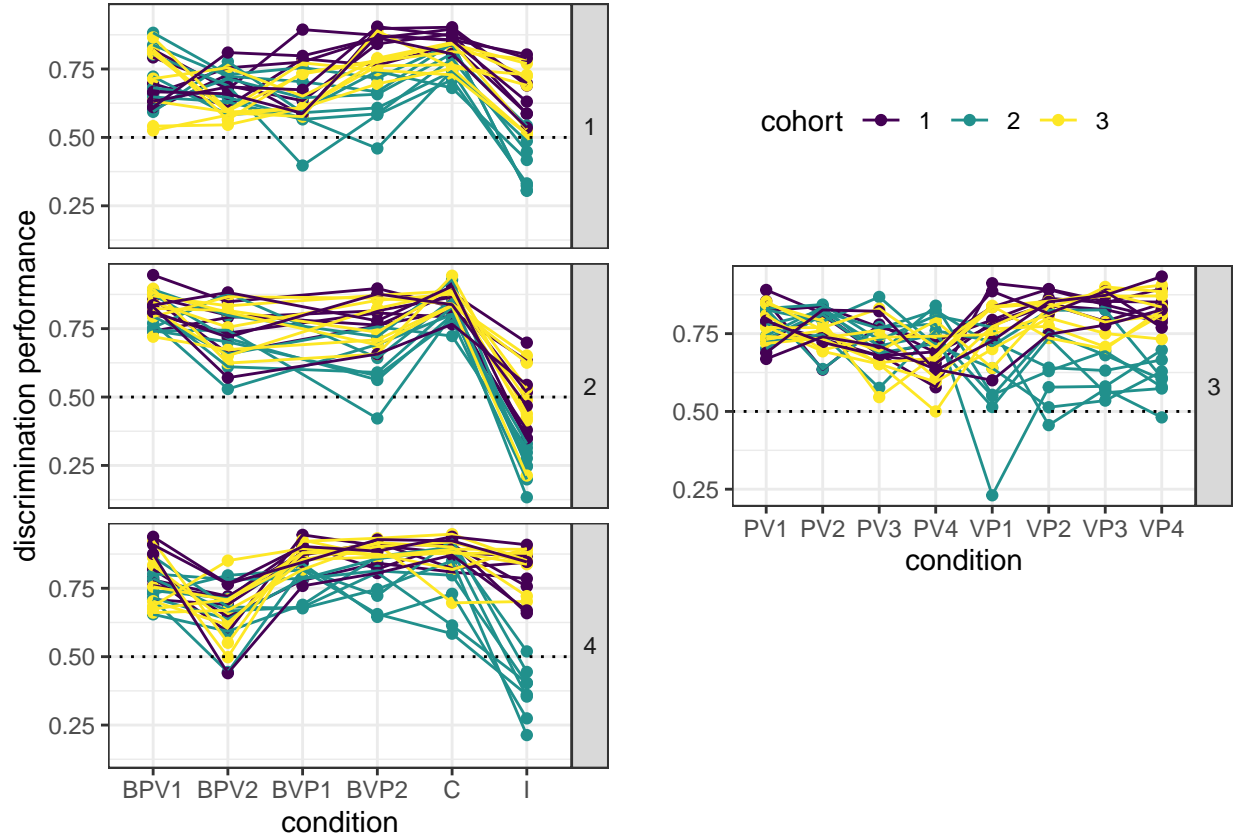 discrimination performance
0.75
0.50
0.25
1
0.75
0.50
0.25
2
0.75
0.50
0.25
4
BPV1 BPV2 BVP1 BVP2 C I
condition
cohort 1 2 3
0.75
0.50
0.25
3
PV1 PV2 PV3 PV4 VP1 VP2 VP3 VP4
condition